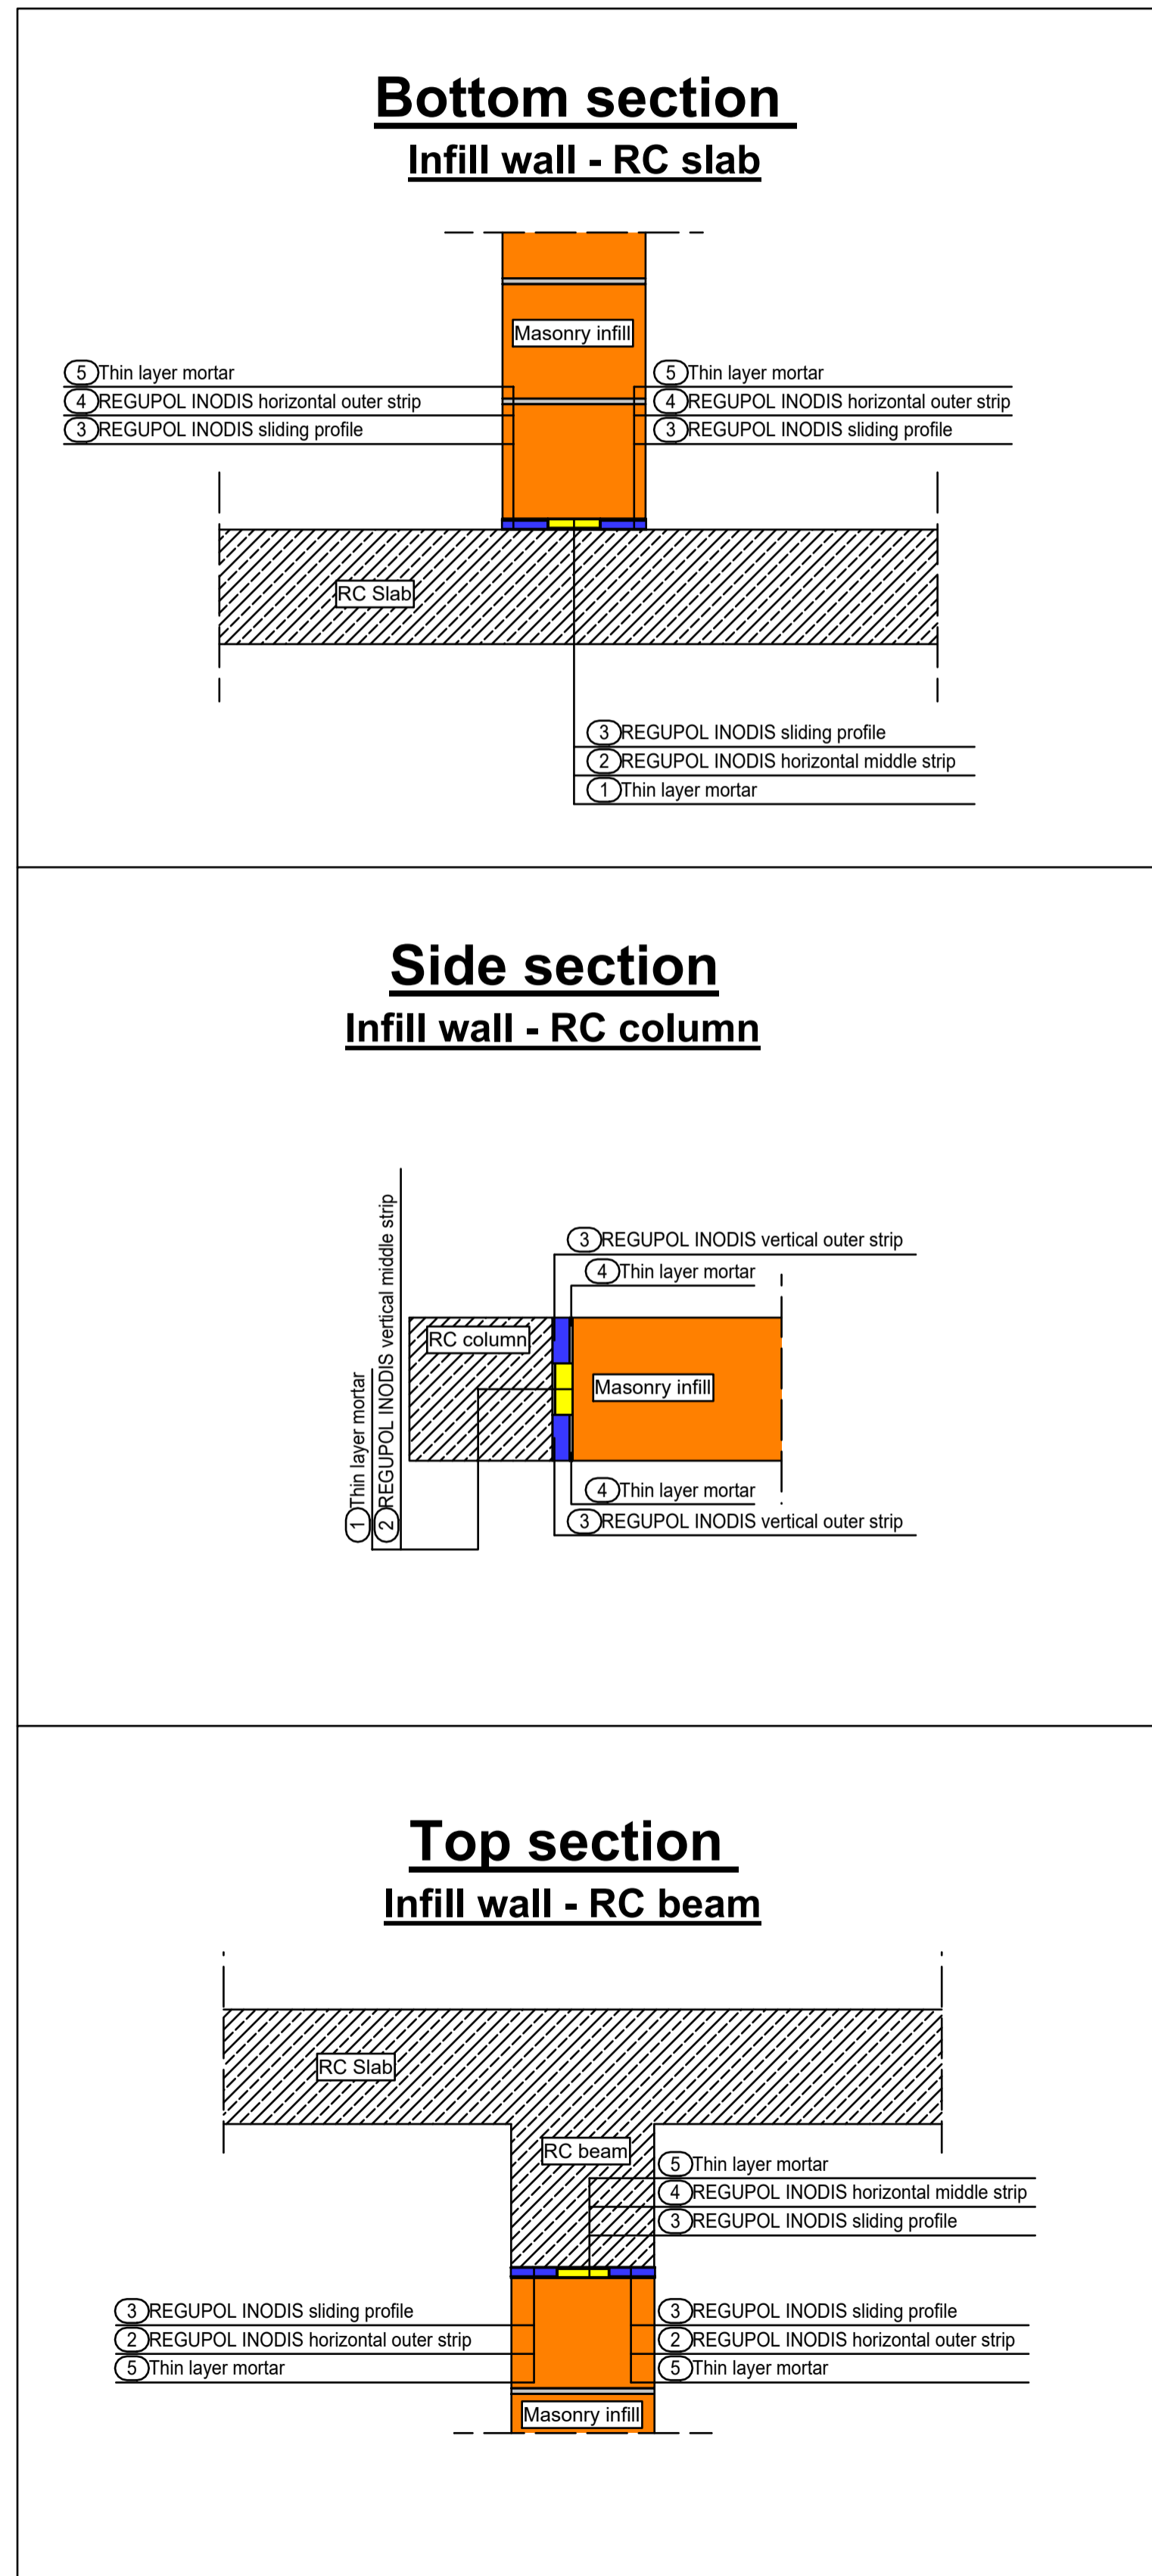 Bottom section
Infill wall - RC slab
Masonry infill
5 Thin layer mortar
4 REGUPOL INODIS horizontal outer strip
3 REGUPOL INODIS sliding profile
5 Thin layer mortar
4 REGUPOL INODIS horizontal outer strip
3 REGUPOL INODIS sliding profile
RC Slab
3 REGUPOL INODIS sliding profile
2 REGUPOL INODIS horizontal middle strip
1 Thin layer mortar
Side section
Infill wall - RC column
1 Thin layer mortar
2 REGUPOL INODIS vertical middle strip
3 REGUPOL INODIS vertical outer strip
4 Thin layer mortar
RC column
Masonry infill
4 Thin layer mortar
3 REGUPOL INODIS vertical outer strip
Top section
Infill wall - RC beam
RC Slab
RC beam
5 Thin layer mortar
4 REGUPOL INODIS horizontal middle strip
3 REGUPOL INODIS sliding profile
3 REGUPOL INODIS sliding profile
2 REGUPOL INODIS horizontal outer strip
5 Thin layer mortar
3 REGUPOL INODIS sliding profile
2 REGUPOL INODIS horizontal outer strip
5 Thin layer mortar
Masonry infill